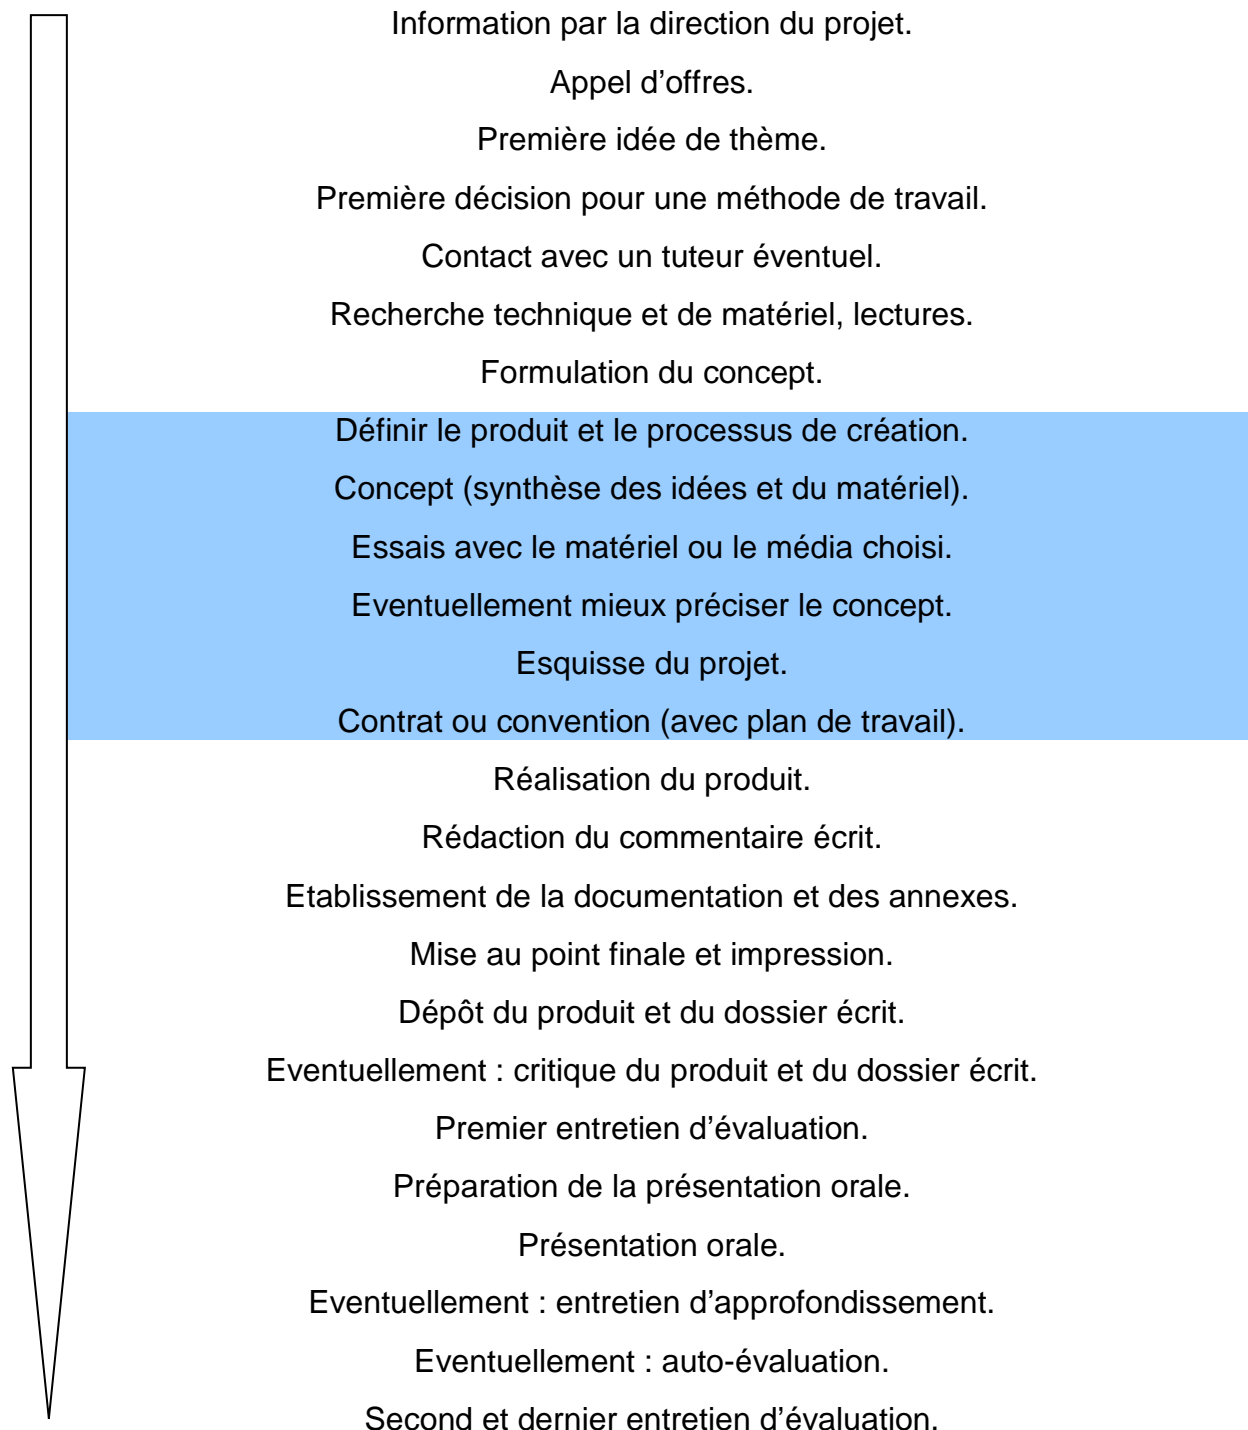 Information par la direction du projet.
Appel d’offres.
Première idée de thème.
Première décision pour une méthode de travail.
Contact avec un tuteur éventuel.
Recherche technique et de matériel, lectures.
Formulation du concept.
Définir le produit et le processus de création.
Concept (synthèse des idées et du matériel).
Essais avec le matériel ou le média choisi.
Eventuellement mieux préciser le concept.
Esquisse du projet.
Contrat ou convention (avec plan de travail).
Réalisation du produit.
Rédaction du commentaire écrit.
Etablissement de la documentation et des annexes.
Mise au point finale et impression.
Dépôt du produit et du dossier écrit.
Eventuellement : critique du produit et du dossier écrit.
Premier entretien d’évaluation.
Préparation de la présentation orale.
Présentation orale.
Eventuellement : entretien d’approfondissement.
Eventuellement : auto-évaluation.
Second et dernier entretien d’évaluation.